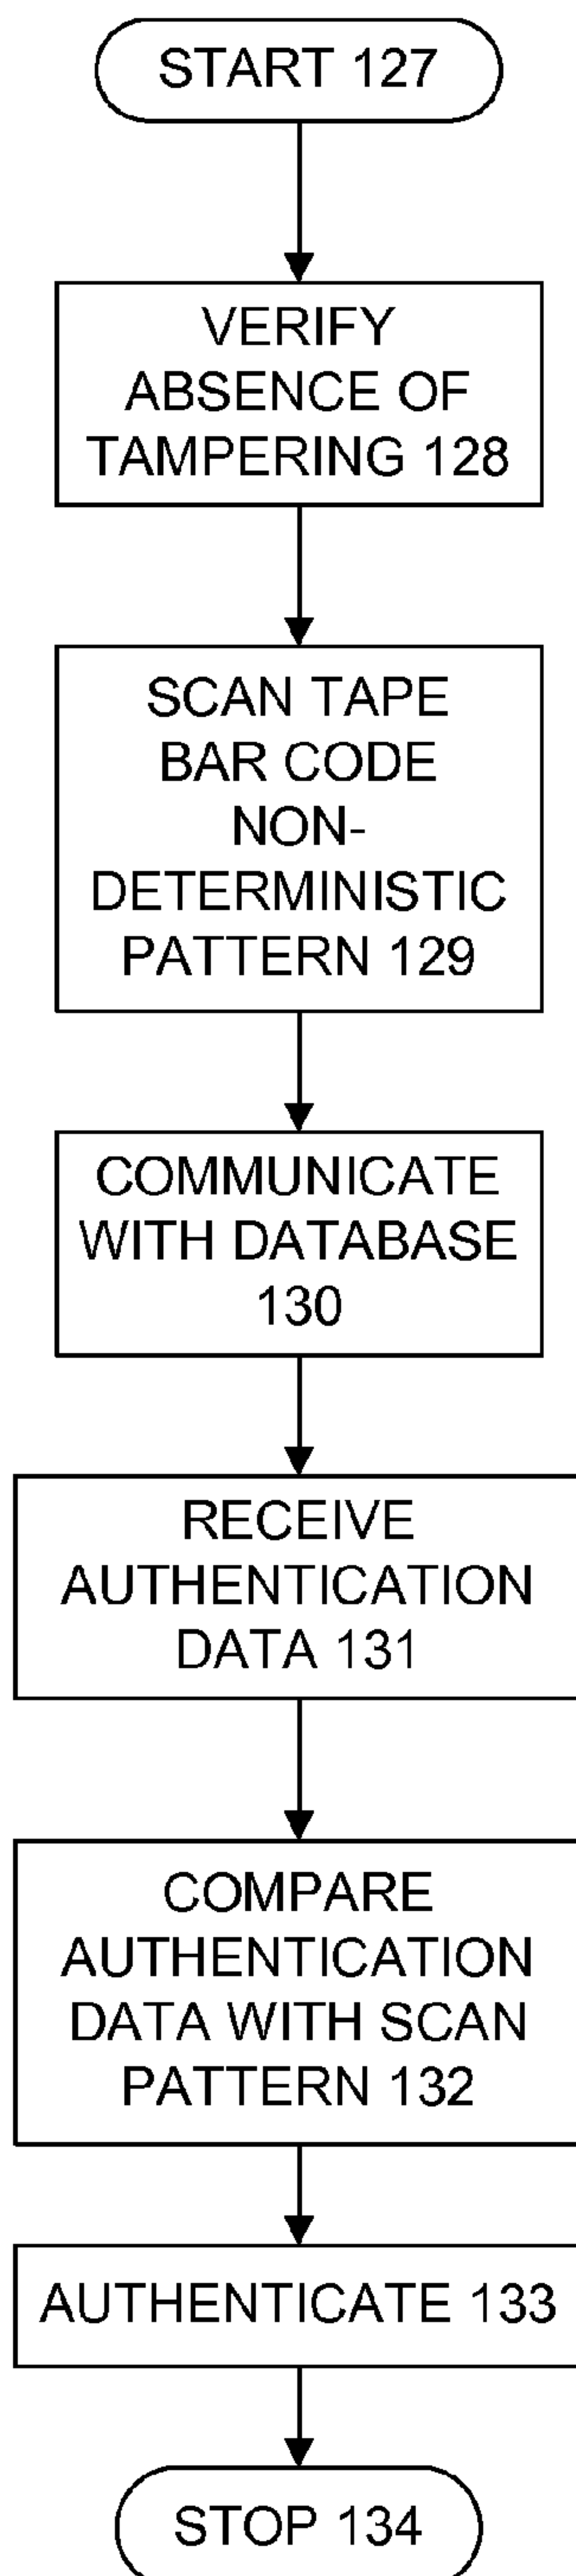 START 127
VERIFY
ABSENCE OF
TAMPERING 128
SCAN TAPE
BAR CODE
NON-
DETERMINISTIC
PATTERN 129
COMMUNICATE
WITH DATABASE
130
RECEIVE
AUTHENTICATION
DATA 131
COMPARE
AUTHENTICATION
DATA WITH SCAN
PATTERN 132
AUTHENTICATE 133
STOP 134